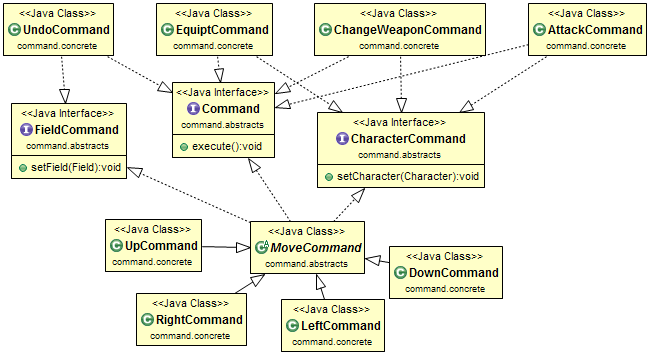 <<Java Class>>
UndoCommand
command.concrete
<<Java Class>>
EquiptCommand
command.concrete
<<Java Class>>
ChangeWeaponCommand
command.concrete
<<Java Class>>
AttackCommand
command.concrete
<<Java Interface>>
FieldCommand
command.abstracts
setField(Field):void
<<Java Interface>>
Command
command.abstracts
execute():void
<<Java Interface>>
CharacterCommand
command.abstracts
setCharacter(Character):void
<<Java Class>>
UpCommand
command.concrete
<<Java Class>>
MoveCommand
command.abstracts
<<Java Class>>
DownCommand
command.concrete
<<Java Class>>
RightCommand
command.concrete
<<Java Class>>
LeftCommand
command.concrete